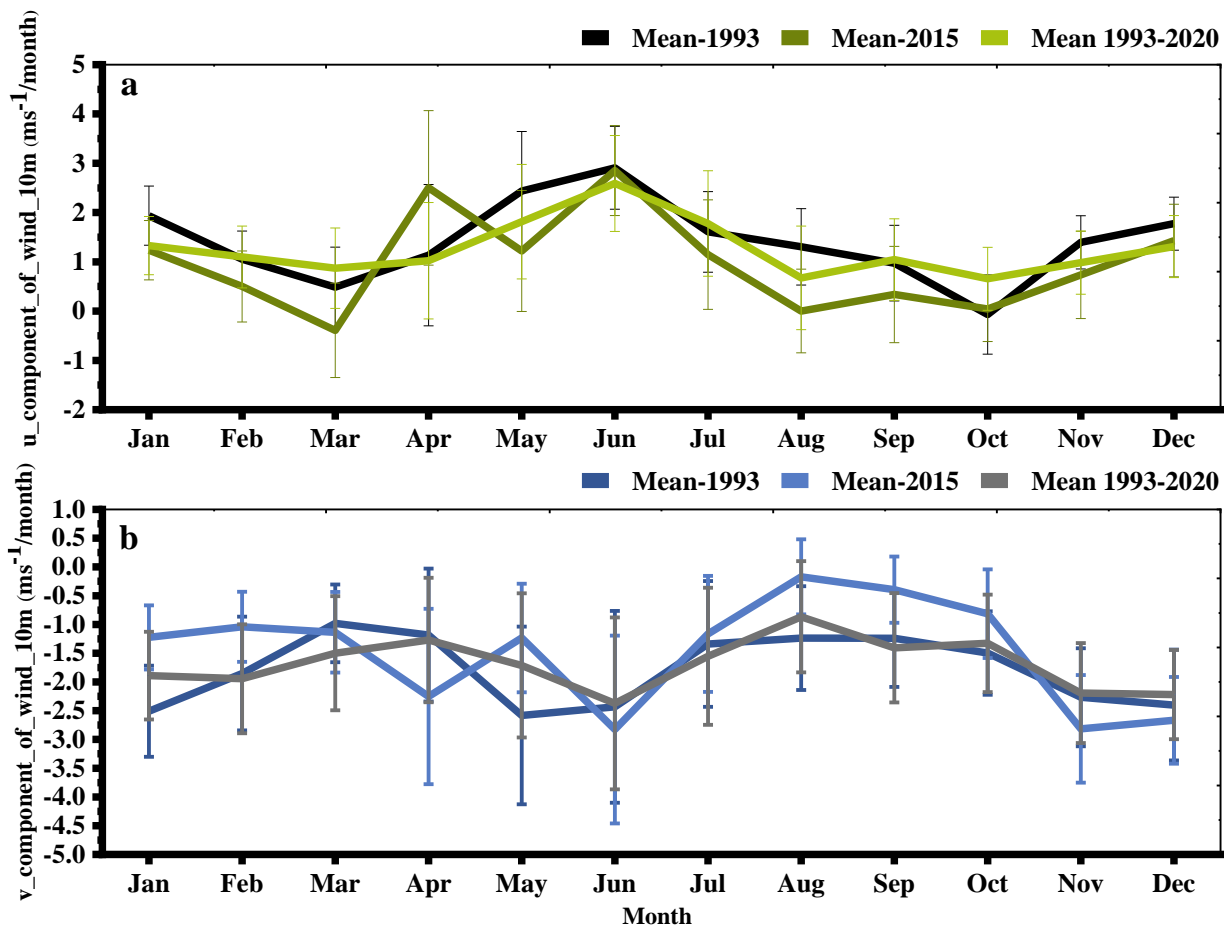 Mean-1993 Mean-2015 Mean 1993-2020
a
u_component_of_wind_10m (ms⁻¹/month)
5
4
3
2
1
0
-1
-2
Jan Feb Mar Apr May Jun Jul Aug Sep Oct Nov Dec
Mean-1993 Mean-2015 Mean 1993-2020
b
v_component_of_wind_10m (ms⁻¹/month)
1.0
0.5
0.0
-0.5
-1.0
-1.5
-2.0
-2.5
-3.0
-3.5
-4.0
-4.5
-5.0
Jan Feb Mar Apr May Jun Jul Aug Sep Oct Nov Dec
Month